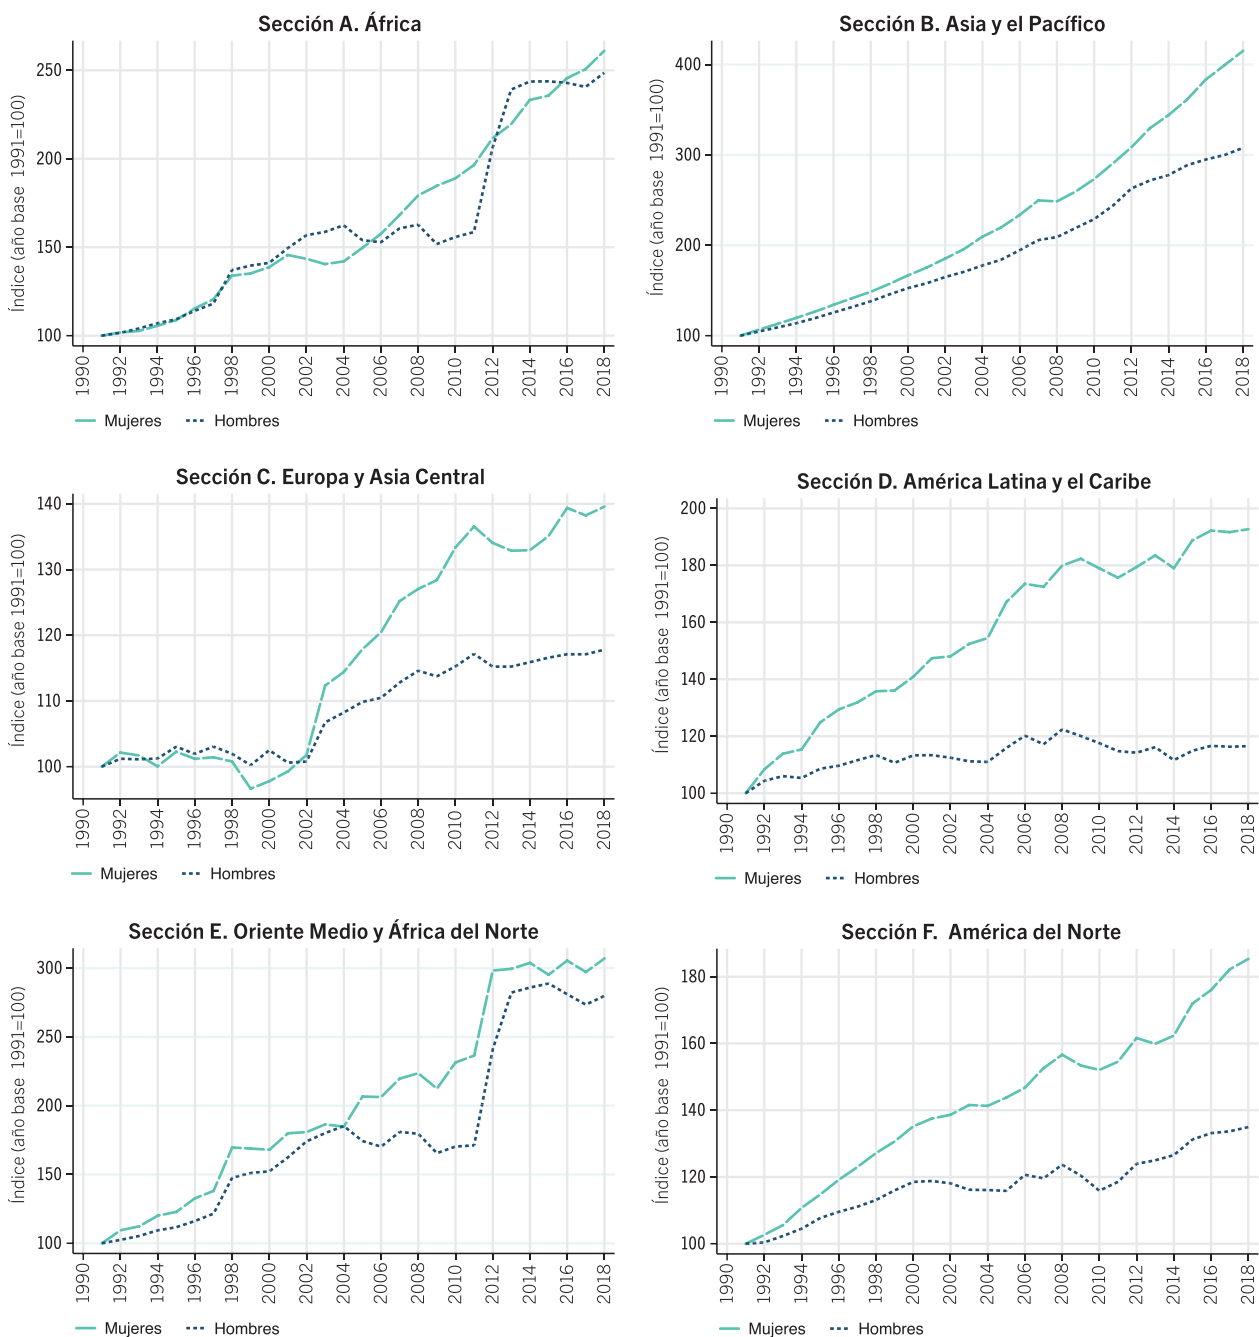 Sección A. África
Índice (año base 1991=100)
250
200
150
100
1990 1992 1994 1996 1998 2000 2002 2004 2006 2008 2010 2012 2014 2016 2018
Mujeres Hombres
Sección B. Asia y el Pacífico
Índice (año base 1991=100)
400
300
200
100
1990 1992 1994 1996 1998 2000 2002 2004 2006 2008 2010 2012 2014 2016 2018
Mujeres Hombres
Sección C. Europa y Asia Central
Índice (año base 1991=100)
140
130
120
110
100
1990 1992 1994 1996 1998 2000 2002 2004 2006 2008 2010 2012 2014 2016 2018
Mujeres Hombres
Sección D. América Latina y el Caribe
Índice (año base 1991=100)
200
180
160
140
120
100
1990 1992 1994 1996 1998 2000 2002 2004 2006 2008 2010 2012 2014 2016 2018
Mujeres Hombres
Sección E. Oriente Medio y África del Norte
Índice (año base 1991=100)
300
250
200
150
100
1990 1992 1994 1996 1998 2000 2002 2004 2006 2008 2010 2012 2014 2016 2018
Mujeres Hombres
Sección F. América del Norte
Índice (año base 1991=100)
180
160
140
120
100
1990 1992 1994 1996 1998 2000 2002 2004 2006 2008 2010 2012 2014 2016 2018
Mujeres Hombres